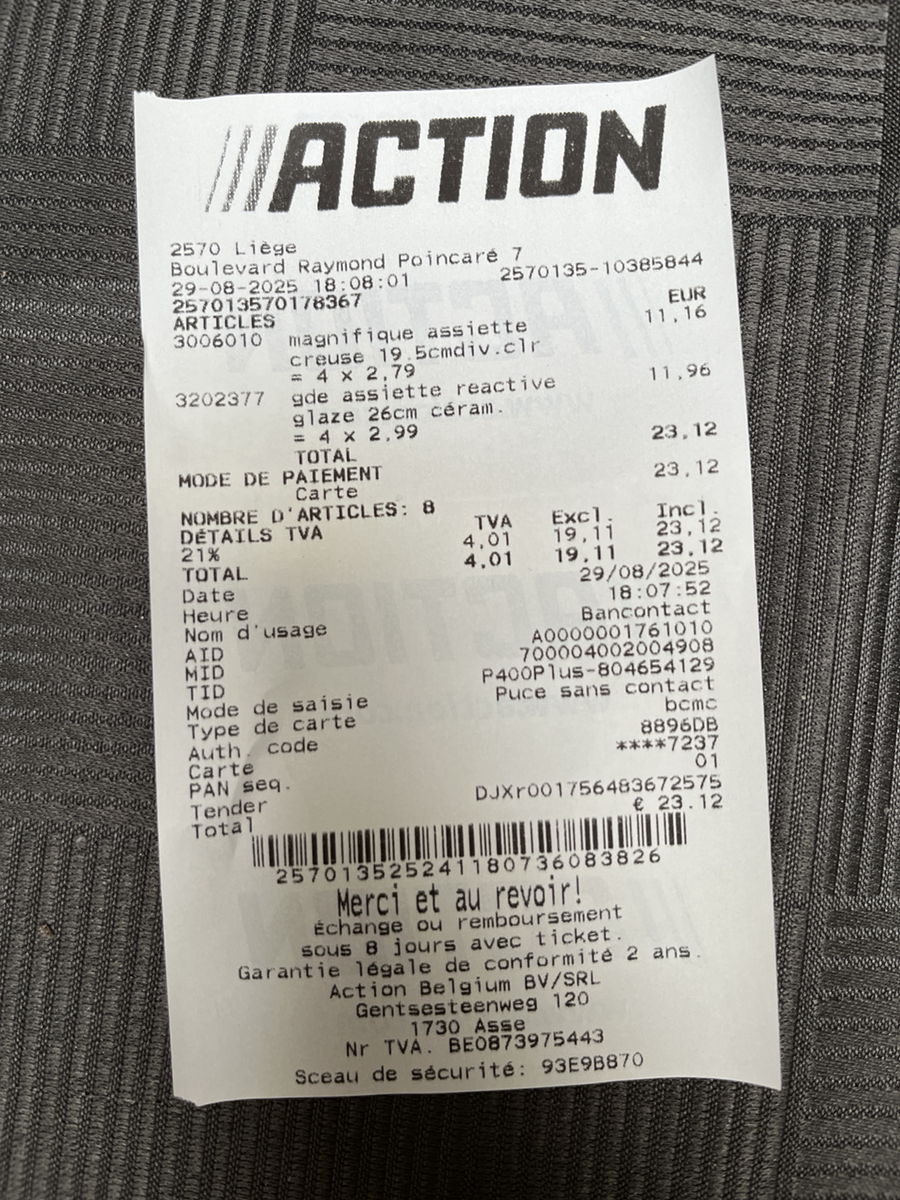 ACTION
2570 Liège
Boulevard Raymond Poincaré 7
29-08-2025 18:08:01 2570135-10385844
257013570178367
ARTICLES EUR
3006010 magnifique assiette 11,16
creuse 19.5cmdiv.clr
= 4 x 2,79
3202377 gde assiette reactive 11,96
glaze 26cm céram.
= 4 x 2,99
TOTAL 23,12
MODE DE PAIEMENT
Carte 23,12
NOMBRE D'ARTICLES: 8
DÉTAILS TVA TVA Excl. Incl.
21% 4,01 19,11 23,12
TOTAL 4,01 19,11 23,12
Date 29/08/2025
Heure 18:07:52
Nom d'usage Bancontact
AID A0000001761010
MID 700004002004908
TID P400Plus-804654129
Mode de saisie Puce sans contact
Type de carte bcmc
Auth. code 8896DB
Carte ****7237
PAN seq. 01
Tender DJXr001756483672575
Total € 23.12
257013525241180736083826
Merci et au revoir!
Échange ou remboursement
sous 8 jours avec ticket.
Garantie légale de conformité 2 ans.
Action Belgium BV/SRL
Gentsesteenweg 120
1730 Asse
Nr TVA. BE0873975443
Sceau de sécurité: 93E9B870